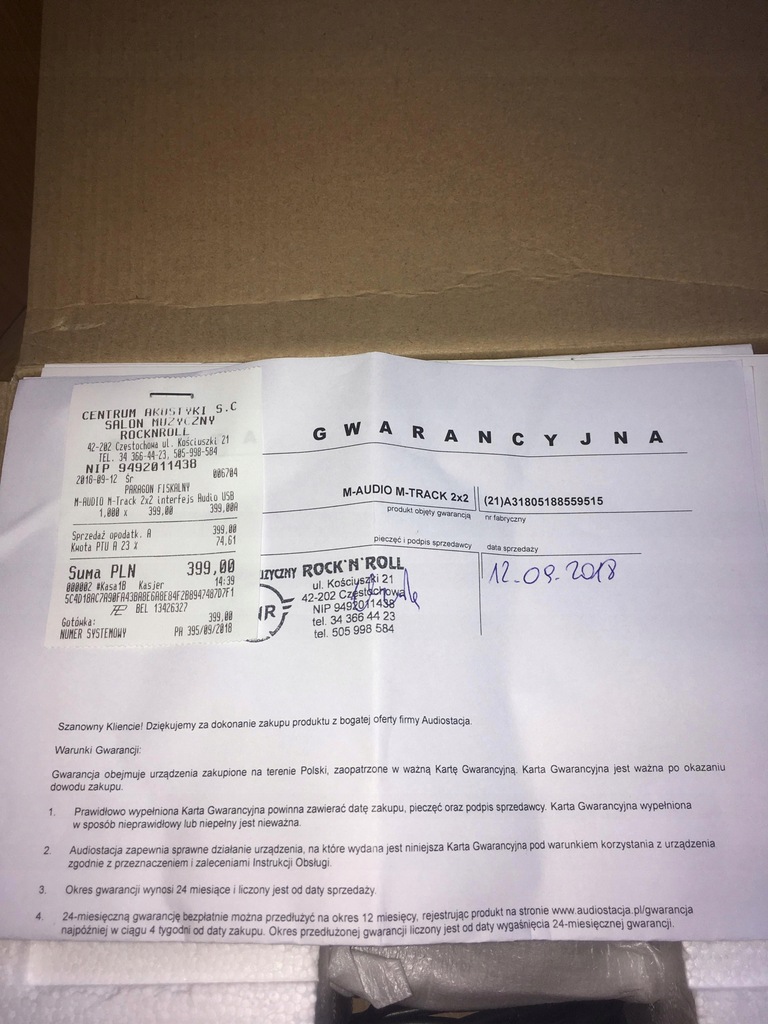 CENTRUM AKUSTYKI S.C
SALON MUZYCZNY
ROCKNROLL
42-202 Częstochowa ul. Kościuszki 21
TEL. 34 366-44-23, 505-998-584
NIP 9492011438
2018-09-12 Śr 006704
PARAGON FISKALNY
M-AUDIO M-Track 2x2 interfejs Audio USB
1,000 x 399,00 399,00A
Sprzedaż opodatk. A 399,00
Kwota PTU A 23 % 74,61
Suma PLN 399,00
000002 #Kasa1B Kasjer 14:39
BEL 13426327
Gotówka: 399,00
NUMER SYSTEMOWY PA 395/09/2018
A GWARANCYJNA
M-AUDIO M-TRACK 2x2 (21)A31805188559515
produkt objęty gwarancją nr fabryczny
pieczęć i podpis sprzedawcy data sprzedaży
12.09.2018
UZYCZNY ROCK'N'ROLL
ul. Kościuszki 21
42-202 Częstochowa
NIP 9492011438
tel. 34 366 44 23
tel. 505 998 584
Szanowny Kliencie! Dziękujemy za dokonanie zakupu produktu z bogatej oferty firmy Audiostacja.
Warunki Gwarancji:
Gwarancja obejmuje urządzenia zakupione na terenie Polski, zaopatrzone w ważną Kartę Gwarancyjną. Karta Gwarancyjna jest ważna po okazaniu
dowodu zakupu.
1. Prawidłowo wypełniona Karta Gwarancyjna powinna zawierać datę zakupu, pieczęć oraz podpis sprzedawcy. Karta Gwarancyjna wypełniona
w sposób nieprawidłowy lub niepełny jest nieważna.
2. Audiostacja zapewnia sprawne działanie urządzenia, na które wydana jest niniejsza Karta Gwarancyjna pod warunkiem korzystania z urządzenia
zgodnie z przeznaczeniem i zaleceniami Instrukcji Obsługi.
3. Okres gwarancji wynosi 24 miesiące i liczony jest od daty sprzedaży.
4. 24-miesięczną gwarancję bezpłatnie można przedłużyć na okres 12 miesięcy, rejestrując produkt na stronie www.audiostacja.pl/gwarancja
najpóźniej w ciągu 4 tygodni od daty zakupu. Okres przedłużonej gwarancji liczony jest od daty wygaśnięcia 24-miesięcznej gwarancji.